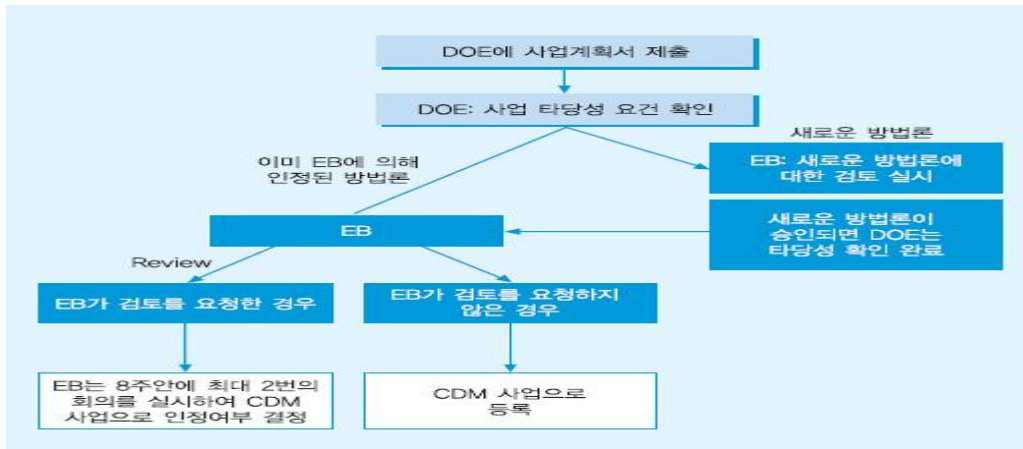 DOE에 사업계획서 제출
DOE: 사업 타당성 요건 확인
새로운 방법론
이미 EB에 의해
인정된 방법론
EB: 새로운 방법론에
대한 검토 실시
EB
새로운 방법론이
승인되면 DOE는
타당성 확인 완료
Review
EB가 검토를 요청한 경우
EB가 검토를 요청하지
않은 경우
EB는 8주안에 최대 2번의
회의를 실시하여 CDM
사업으로 인정여부 결정
CDM 사업으로
등록